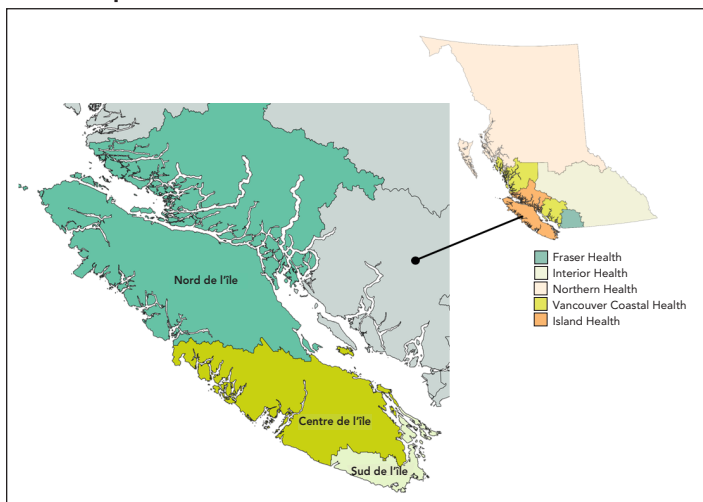 Nord de l'île
Centre de l'île
Sud de l'île
Fraser Health
Interior Health
Northern Health
Vancouver Coastal Health
Island Health